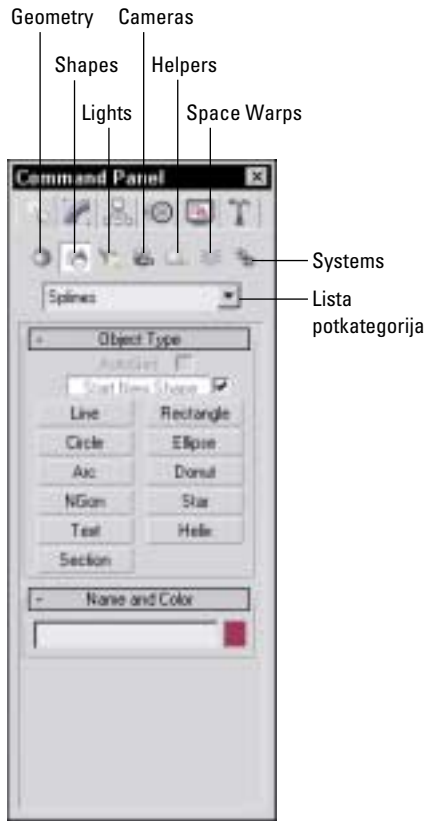 Geometry Cameras
Shapes Helpers
Lights Space Warps
Command Panel
Systems
Splines
Lista
potkategorija
- Object Type
AutoGrid
Start New Shape
Line Rectangle
Circle Ellipse
Arc Donut
NGon Star
Text Helix
Section
- Name and Color